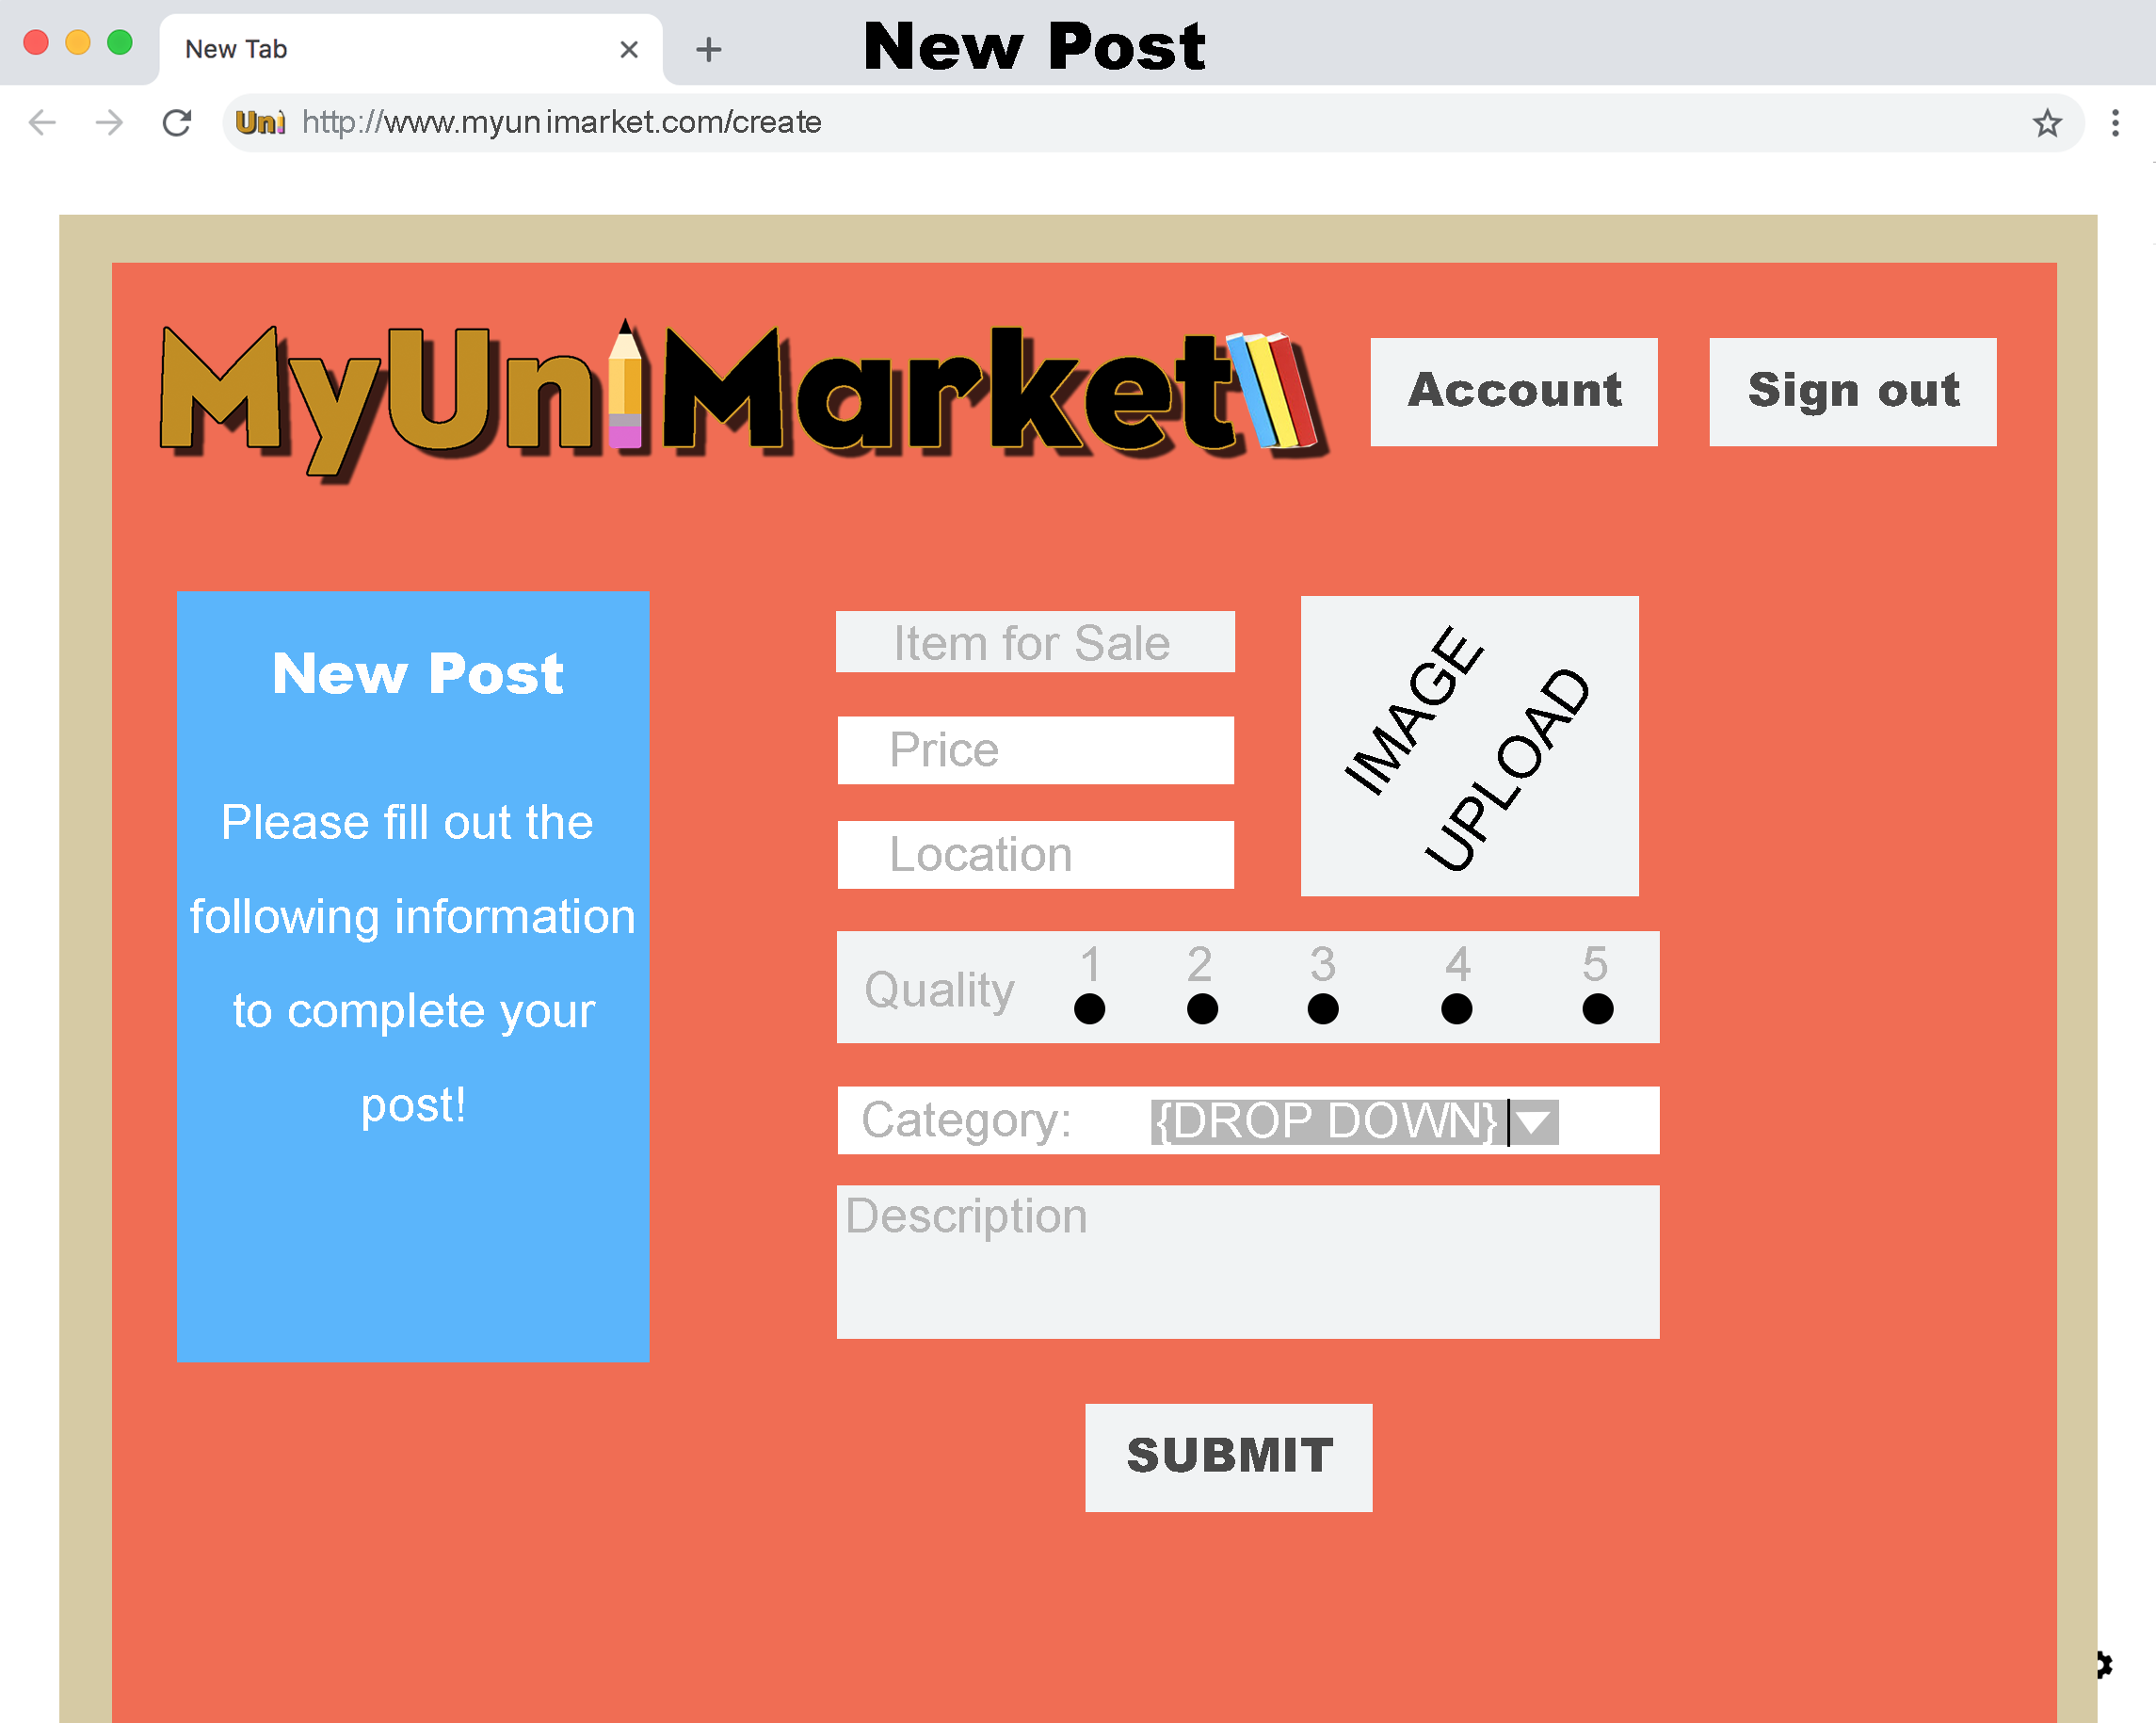 New Tab
New Post
Uni http://www.myunimarket.com/create
MyUniMarket
Account
Sign out
New Post
Please fill out the
following information
to complete your
post!
Item for Sale
Price
Location
IMAGE
UPLOAD
Quality 1 2 3 4 5
Category: {DROP DOWN}
Description
SUBMIT